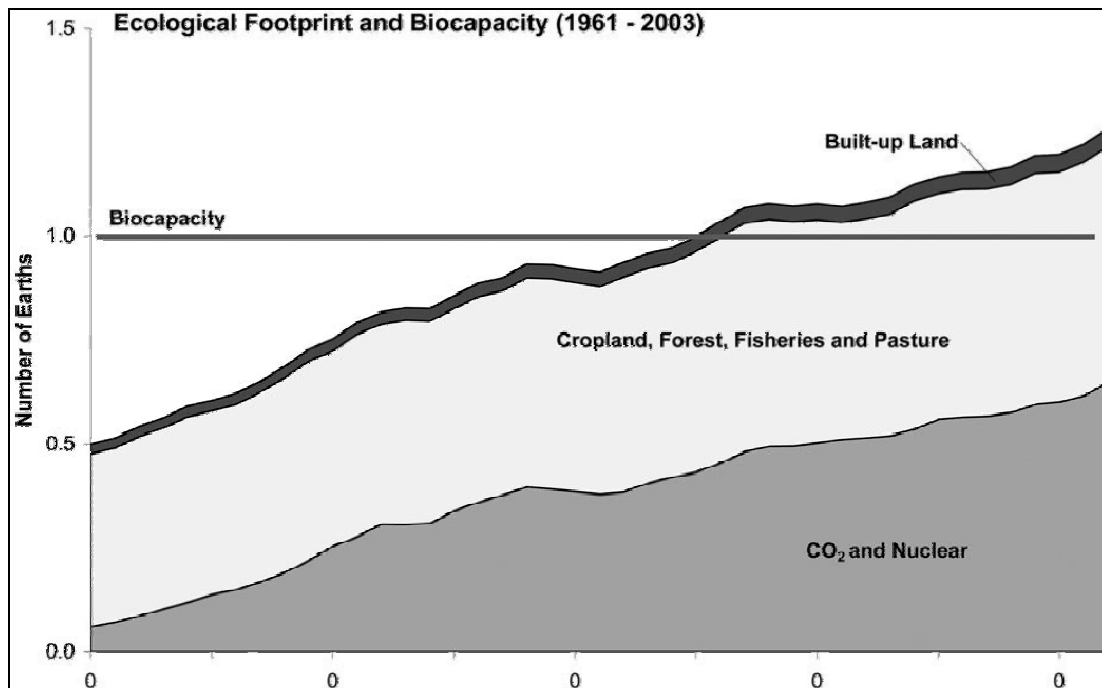 Ecological Footprint and Biocapacity (1961 - 2003)
1.5
Built-up Land
Biocapacity
1.0
Number of Earths
Cropland, Forest, Fisheries and Pasture
0.5
CO₂ and Nuclear
0.0
0 0 0 0 0